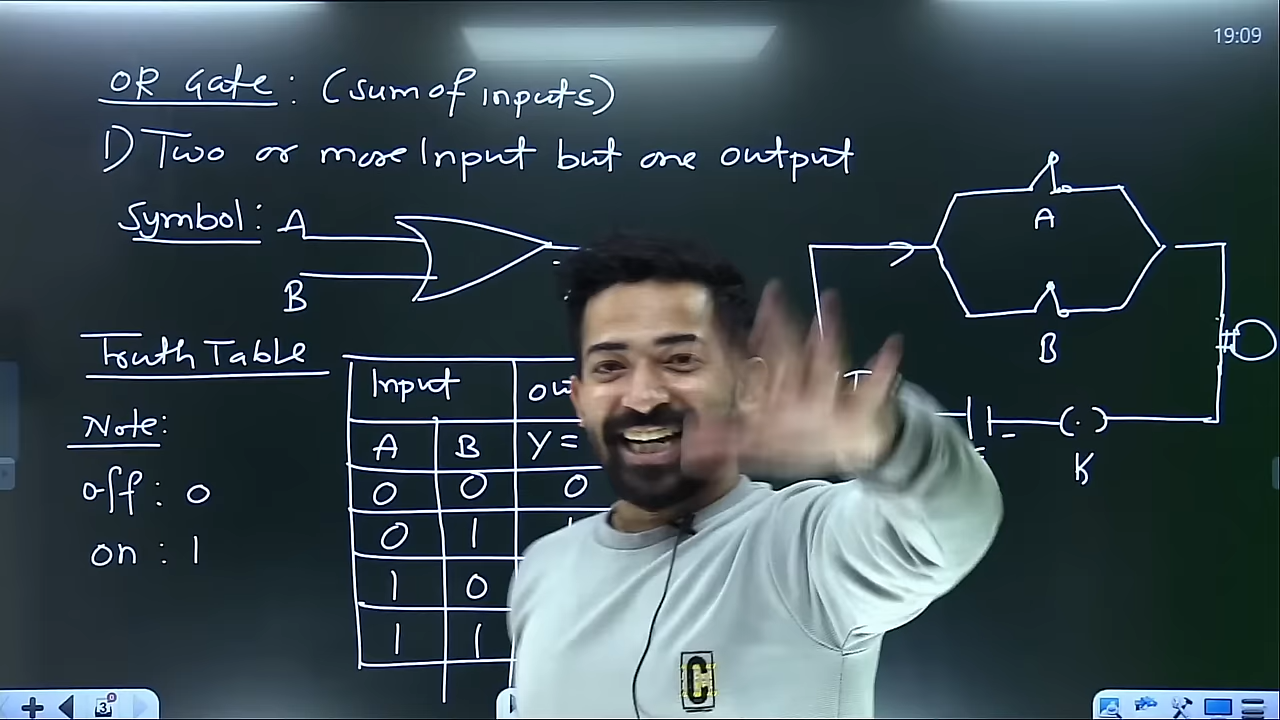 19:09
OR Gate : (sum of inputs)
1) Two or more Input but one output
Symbol : A
B
A
B
K
Truth Table
Note :
off : 0
on : 1
Input
A B Y =
0 0 0
0 1
1 0
1 1
C
3